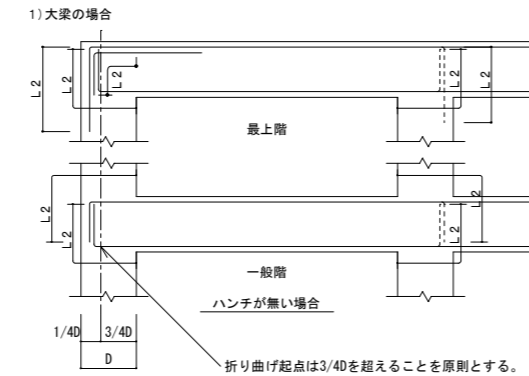 1)大梁の場合
L2
L2
L2
L2
L2
最上階
L2
L2
L2
L2
一般階
ハンチが無い場合
1/4D
3/4D
D
折り曲げ起点は3/4Dを超えることを原則とする。